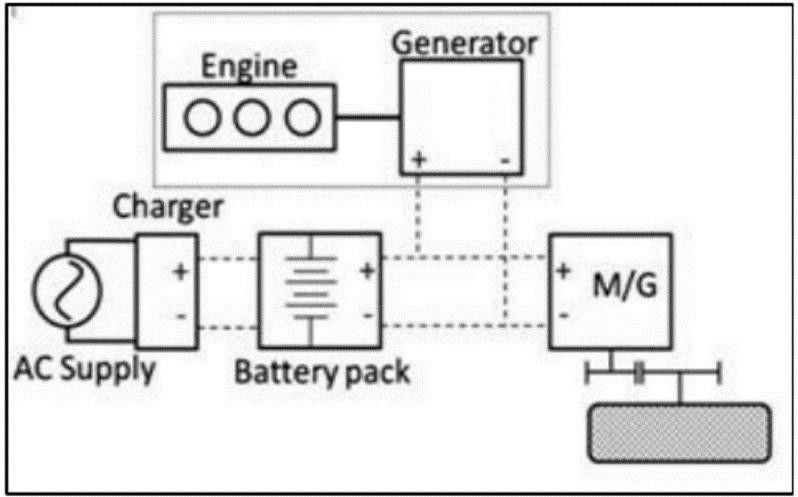 Generator
Engine
+ -
Charger
+ + +
M/G
- - -
AC Supply
Battery pack